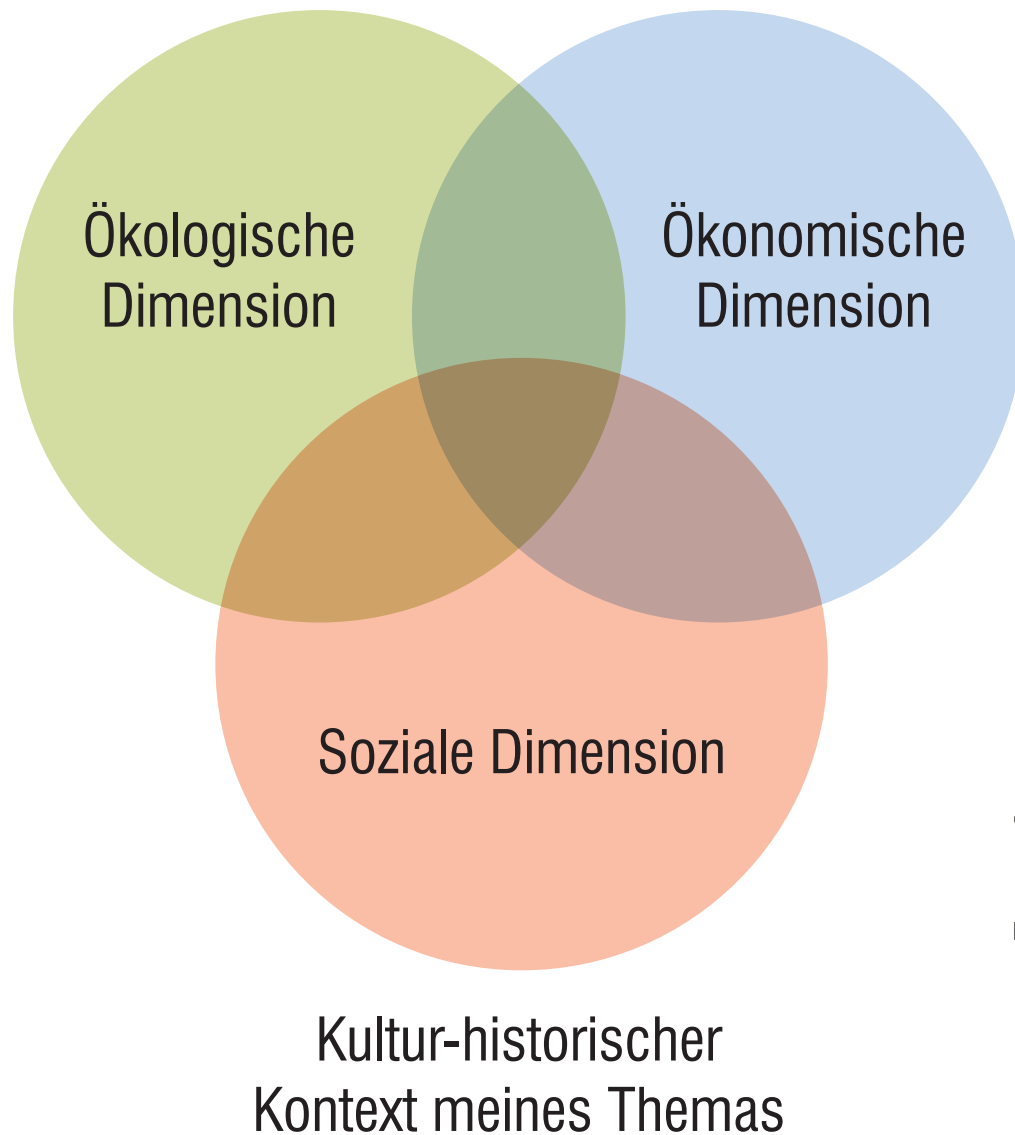 Ökologische
Dimension
Ökonomische
Dimension
Soziale Dimension
Kultur-historischer
Kontext meines Themas